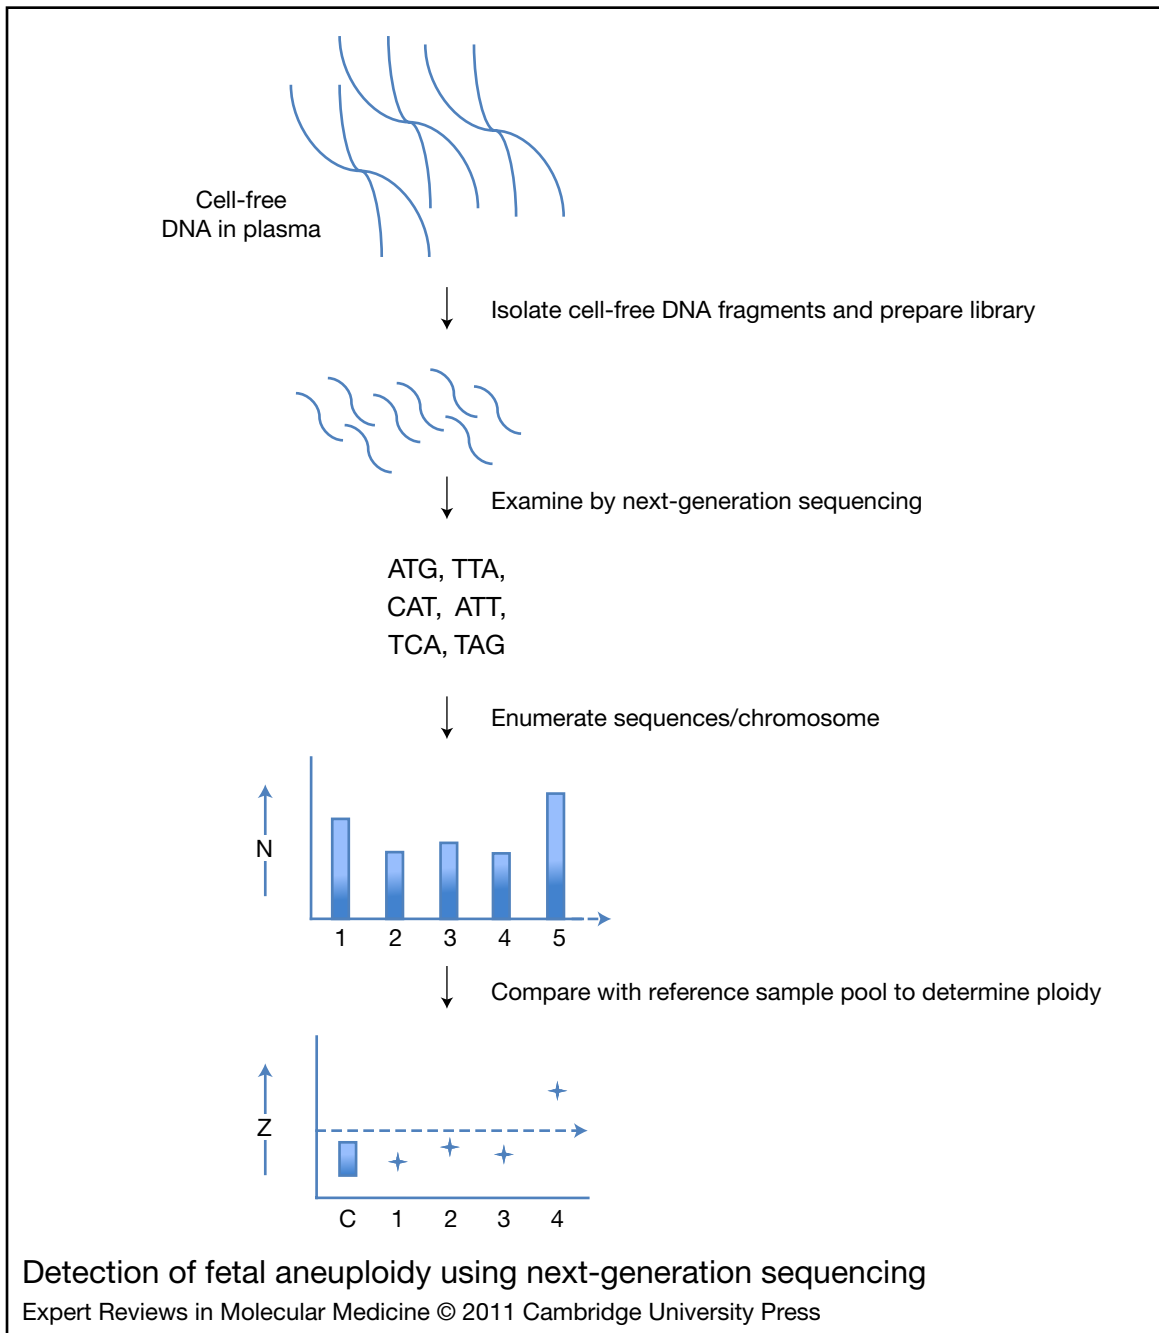 Cell-free
DNA in plasma
Isolate cell-free DNA fragments and prepare library
Examine by next-generation sequencing
ATG, TTA,
CAT, ATT,
TCA, TAG
Enumerate sequences/chromosome
N
1 2 3 4 5
Compare with reference sample pool to determine ploidy
Z
C 1 2 3 4
Detection of fetal aneuploidy using next-generation sequencing
Expert Reviews in Molecular Medicine © 2011 Cambridge University Press